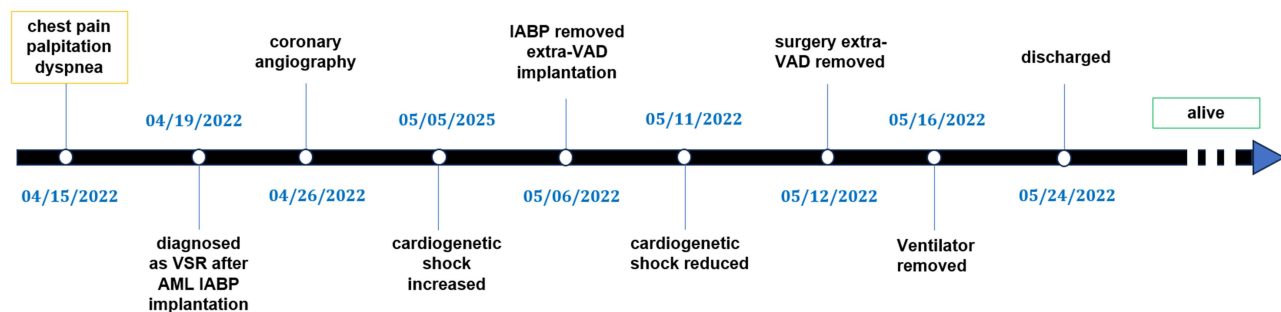 chest pain
palpitation
dyspnea
coronary
angiography
IABP removed
extra-VAD
implantation
surgery extra-
VAD removed
discharged
alive
04/19/2022
05/05/2025
05/11/2022
05/16/2022
04/15/2022
04/26/2022
05/06/2022
05/12/2022
05/24/2022
diagnosed
as VSR after
AML IABP
implantation
cardiogenetic
shock
increased
cardiogenetic
shock reduced
Ventilator
removed